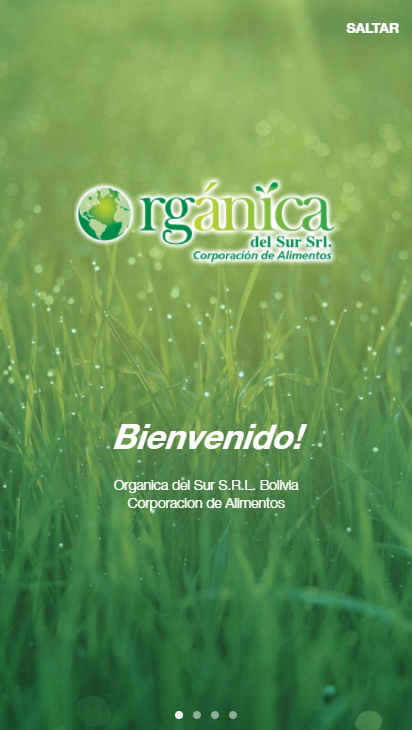 SALTAR
Orgánica
del Sur Srl.
Corporación de Alimentos
Bienvenido!
Organica del Sur S.R.L. Bolivia
Corporacion de Alimentos